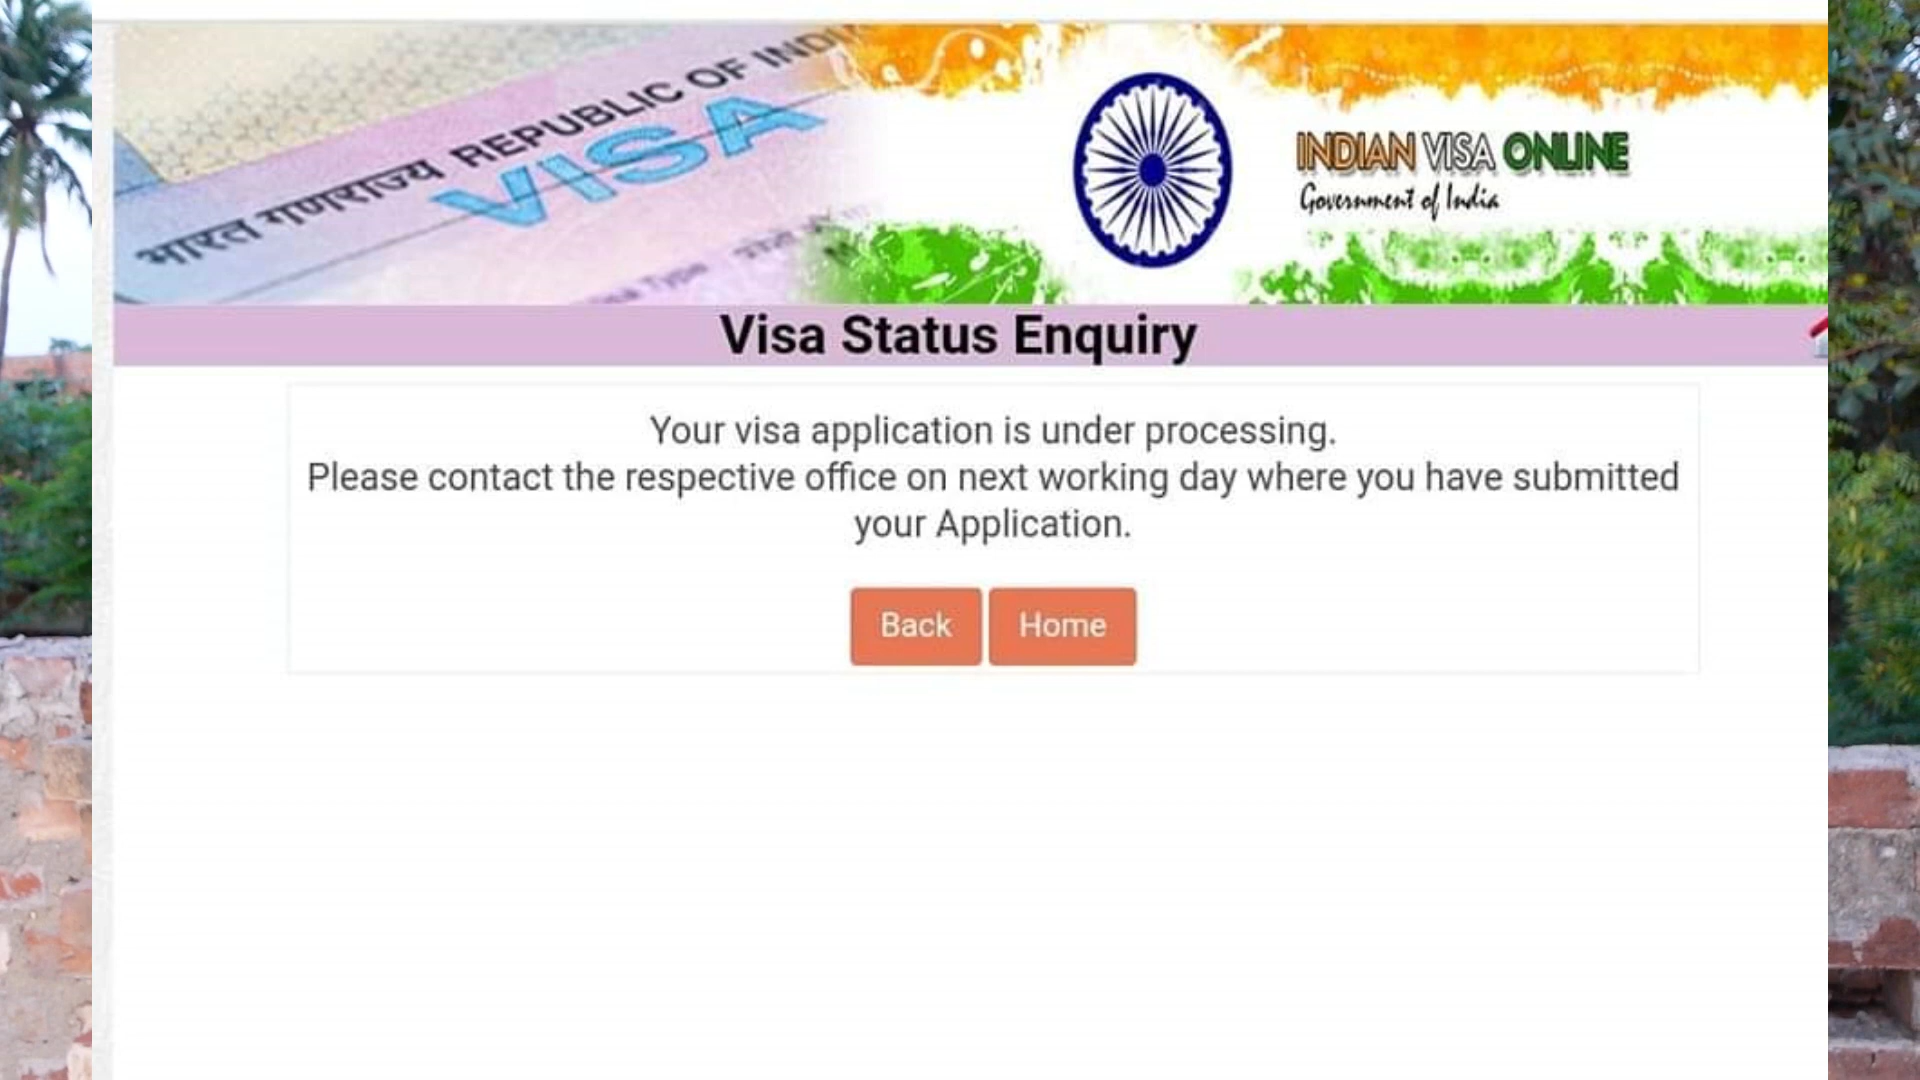 भारत गणराज्य REPUBLIC OF INDI
VISA
Type
INDIAN VISA ONLINE
Government of India
Visa Status Enquiry
Your visa application is under processing.
Please contact the respective office on next working day where you have submitted
your Application.
Back Home